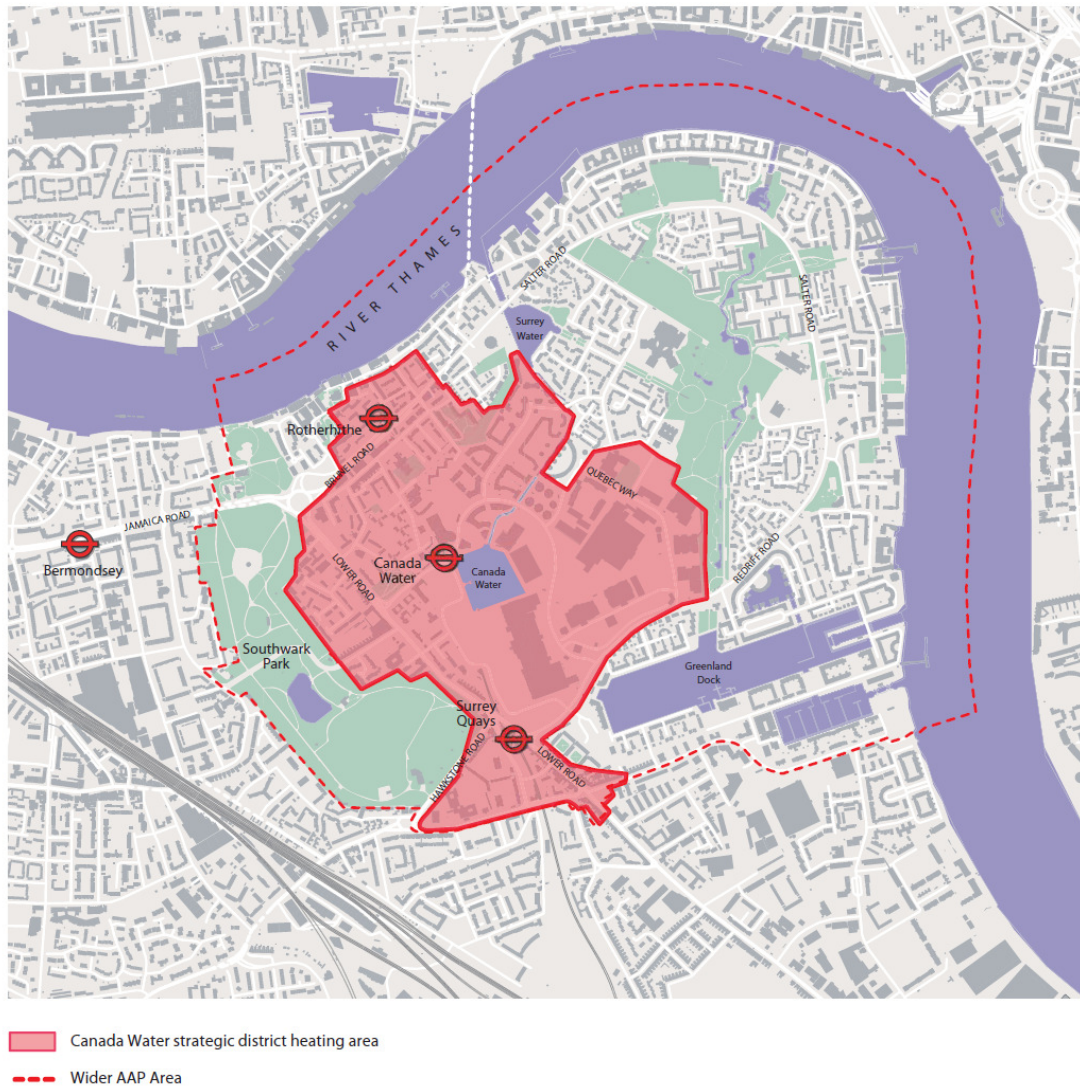 RIVER THAMES
SALTER ROAD
SALTER ROAD
Surrey
Water
Rotherhithe
BRUNEL ROAD
QUEBEC WAY
JAMAICA ROAD
Bermondsey
Canada
Water
LOWER ROAD
Canada
Water
REDRIFF ROAD
Southwark
Park
Greenland
Dock
Surrey
Quays
HAWKSTONE ROAD
LOWER ROAD
Canada Water strategic district heating area
Wider AAP Area